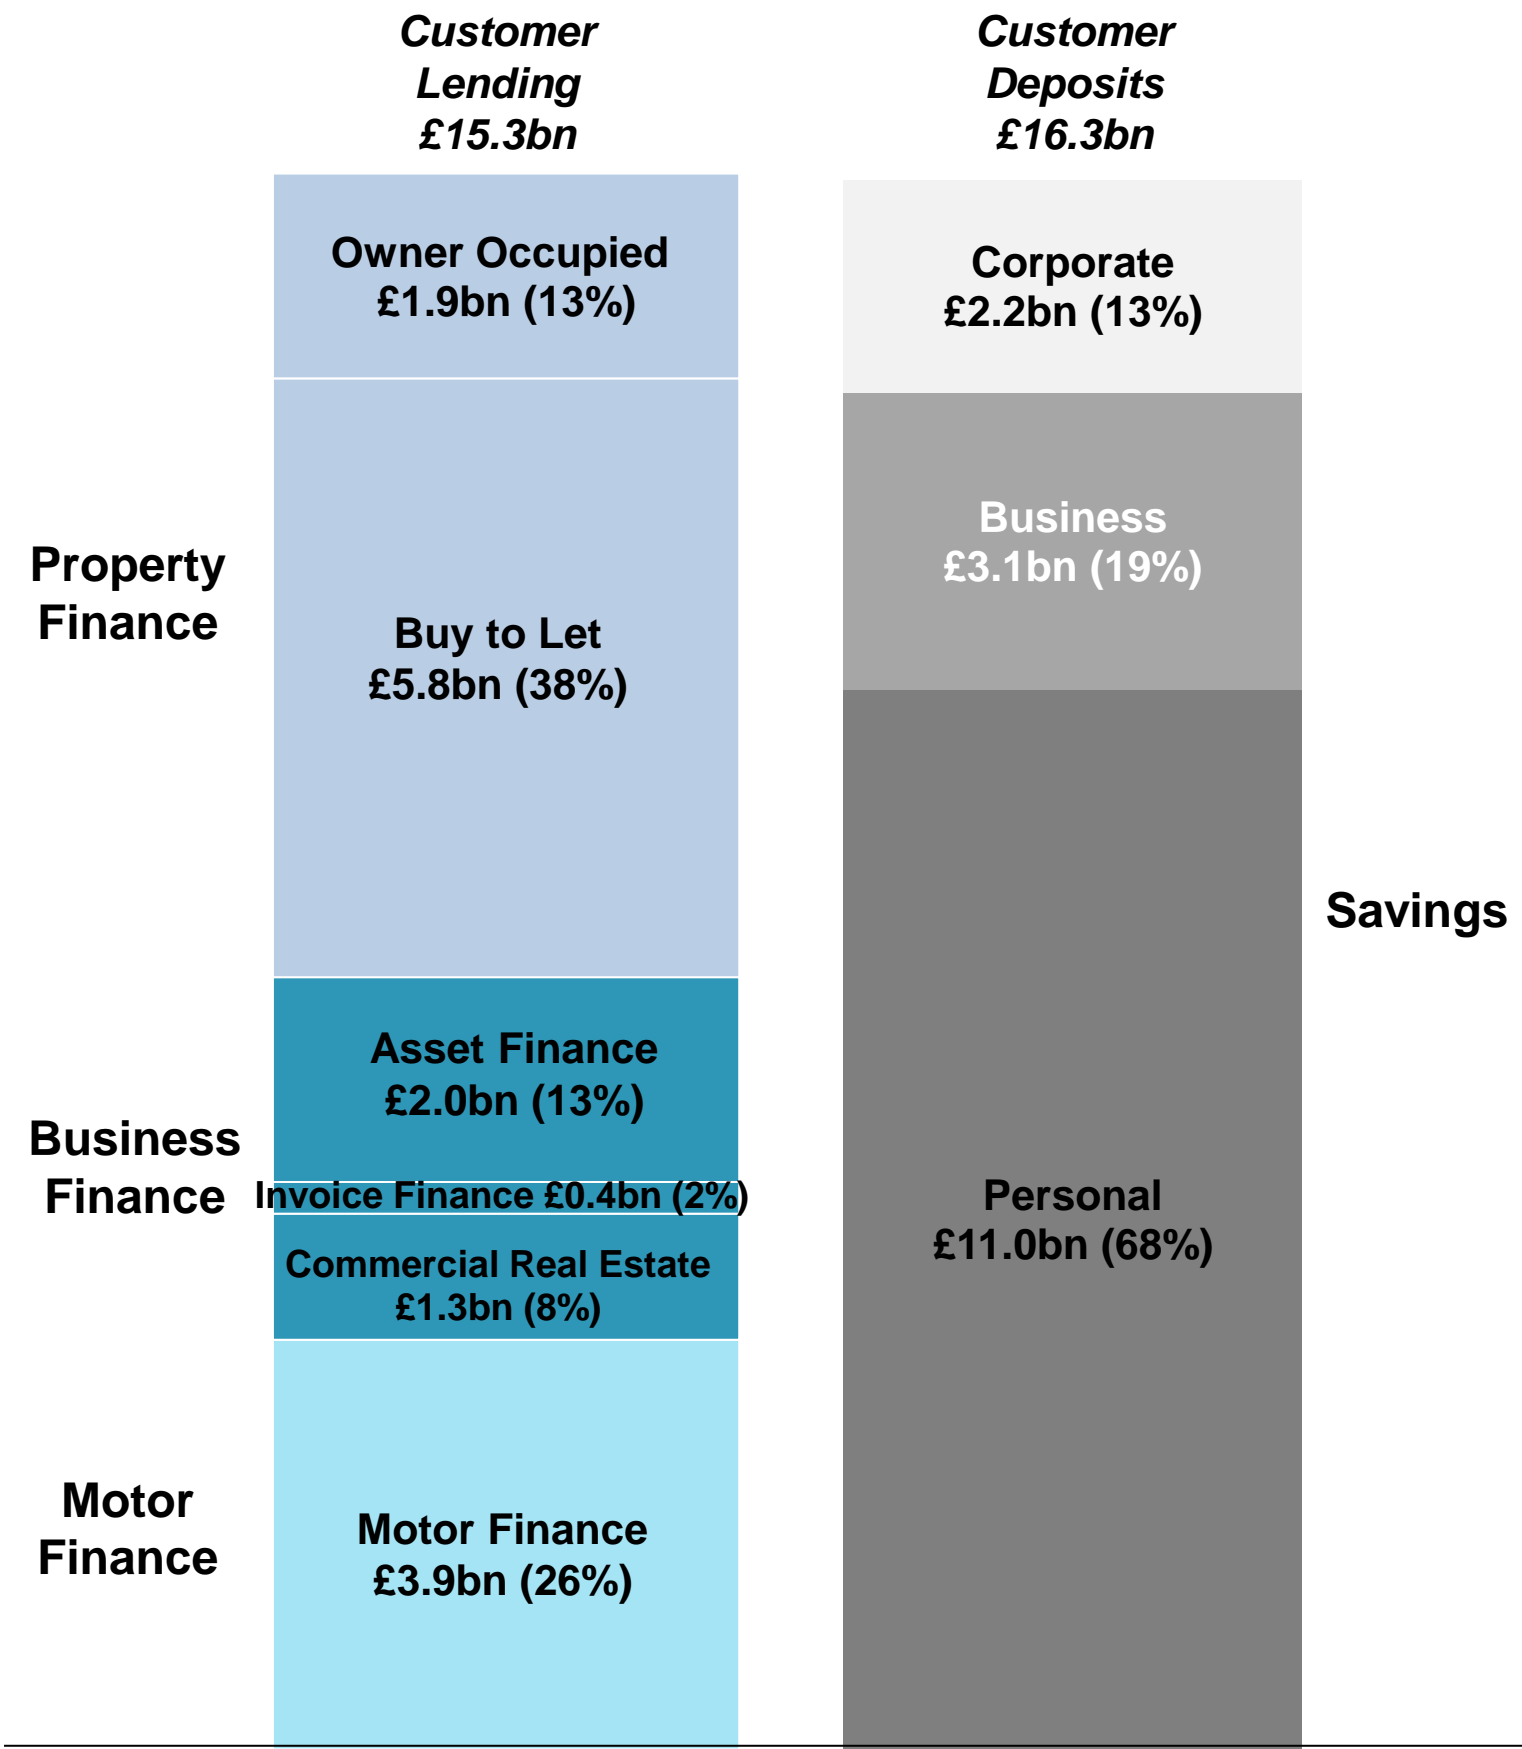 Customer
Lending
£15.3bn
Customer
Deposits
£16.3bn
Property
Finance
Owner Occupied
£1.9bn (13%)
Buy to Let
£5.8bn (38%)
Business
Finance
Asset Finance
£2.0bn (13%)
Invoice Finance £0.4bn (2%)
Commercial Real Estate
£1.3bn (8%)
Motor
Finance
Motor Finance
£3.9bn (26%)
Corporate
£2.2bn (13%)
Business
£3.1bn (19%)
Personal
£11.0bn (68%)
Savings